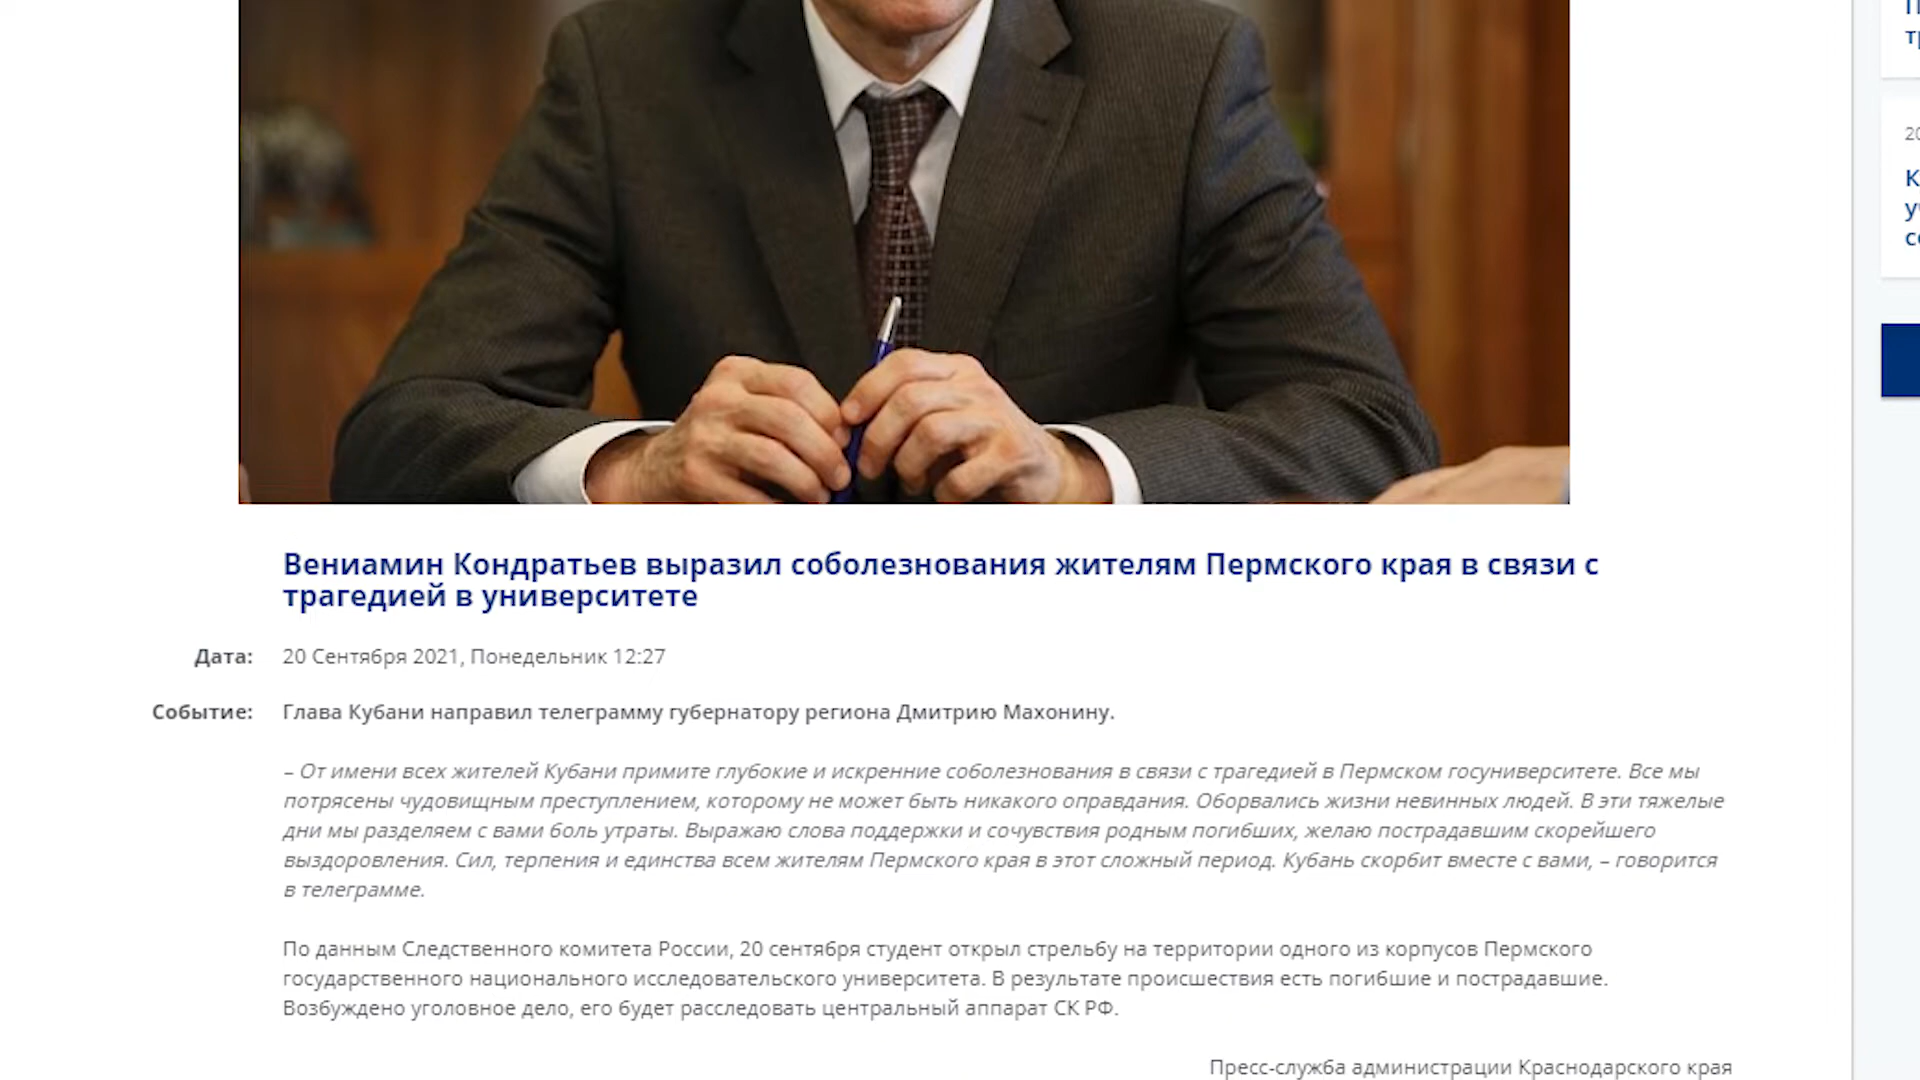 Вениамин Кондратьев выразил соболезнования жителям Пермского края в связи с
трагедией в университете
Дата: 20 Сентября 2021, Понедельник 12:27
Событие: Глава Кубани направил телеграмму губернатору региона Дмитрию Махонину.
– От имени всех жителей Кубани примите глубокие и искренние соболезнования в связи с трагедией в Пермском госуниверситете. Все мы
потрясены чудовищным преступлением, которому не может быть никакого оправдания. Оборвались жизни невинных людей. В эти тяжелые
дни мы разделяем с вами боль утраты. Выражаю слова поддержки и сочувствия родным погибших, желаю пострадавшим скорейшего
выздоровления. Сил, терпения и единства всем жителям Пермского края в этот сложный период. Кубань скорбит вместе с вами, – говорится
в телеграмме.
По данным Следственного комитета России, 20 сентября студент открыл стрельбу на территории одного из корпусов Пермского
государственного национального исследовательского университета. В результате происшествия есть погибшие и пострадавшие.
Возбуждено уголовное дело, его будет расследовать центральный аппарат СК РФ.
Пресс-служба администрации Краснодарского края